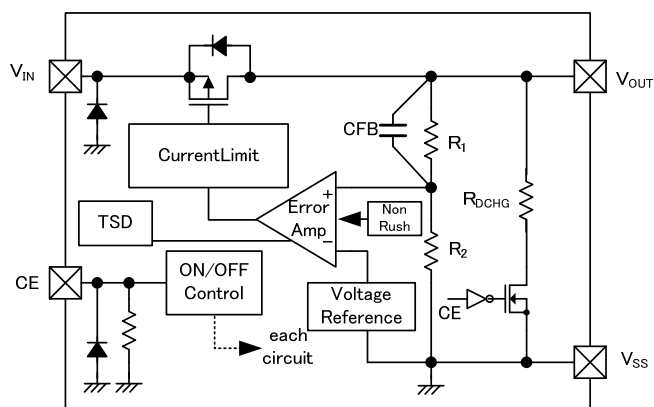 VIN
VOUT
CFB
R1
CurrentLimit
RDCHG
+
Error
Amp
−
Non
Rush
TSD
R2
CE
ON/OFF
Control
Voltage
Reference
CE
each
circuit
VSS